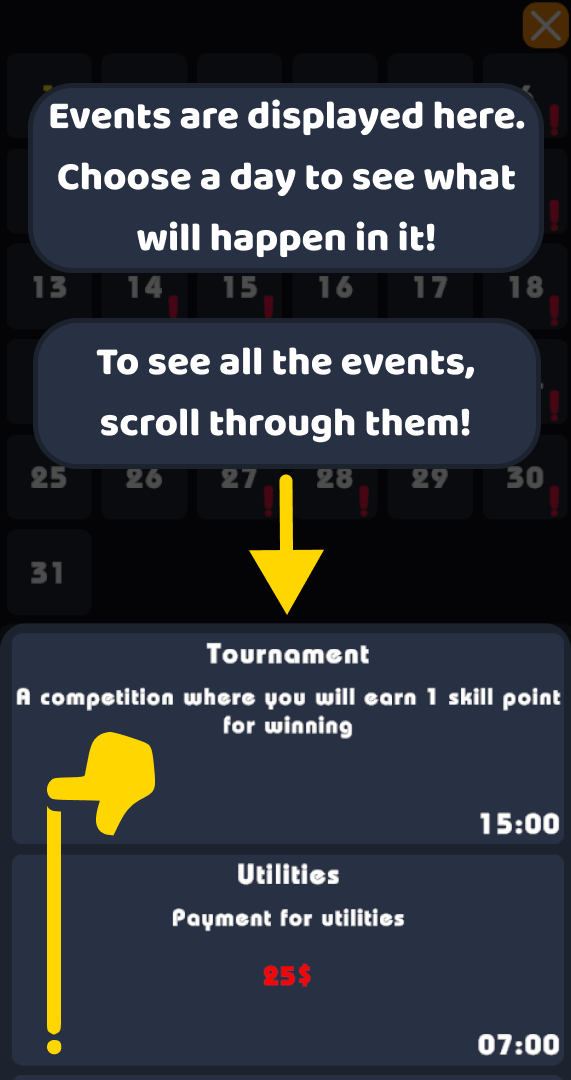 Events are displayed here.
Choose a day to see what
will happen in it!
13 14 15 16 17 18
To see all the events,
scroll through them!
25 26 27 28 29 30
31
Tournament
A competition where you will earn 1 skill point
for winning
15:00
Utilities
Payment for utilities
25$
07:00